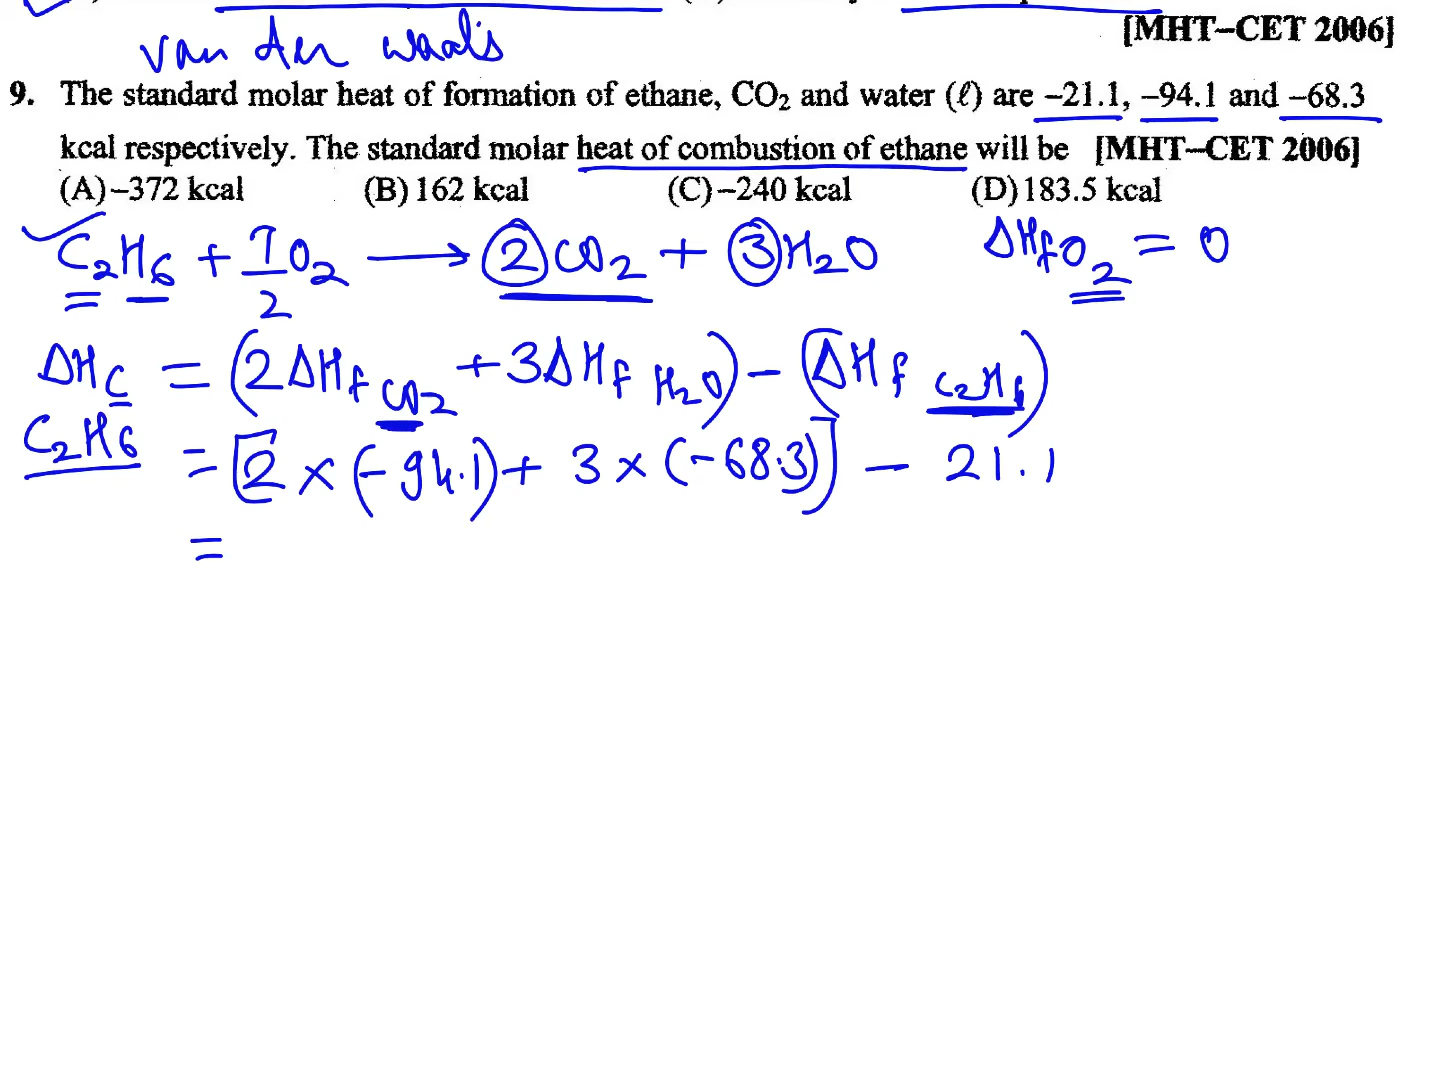 [MHT–CET 2006]
van der waals
9. The standard molar heat of formation of ethane, CO₂ and water (ℓ) are –21.1, –94.1 and –68.3
kcal respectively. The standard molar heat of combustion of ethane will be [MHT–CET 2006]
(A) –372 kcal (B) 162 kcal (C) –240 kcal (D) 183.5 kcal
C₂H₆ + 7/2 O₂ ⟶ 2CO₂ + 3H₂O ΔHf O₂ = 0
ΔHc = (2ΔHf CO₂ + 3ΔHf H₂O) – (ΔHf C₂H₆)
C₂H₆ = [2 × (–94.1) + 3 × (–68.3)] – 21.1
=